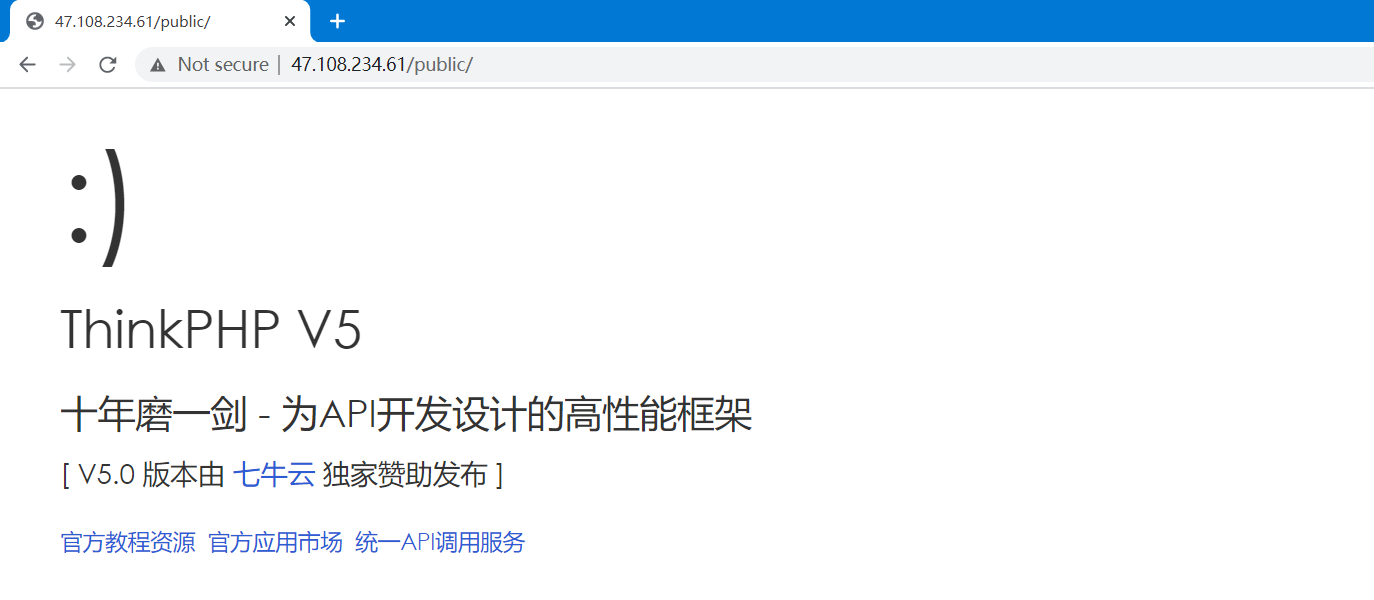 47.108.234.61/public/
Not secure | 47.108.234.61/public/
:)
ThinkPHP V5
十年磨一剑 - 为API开发设计的高性能框架
[ V5.0 版本由 七牛云 独家赞助发布 ]
官方教程资源 官方应用市场 统一API调用服务